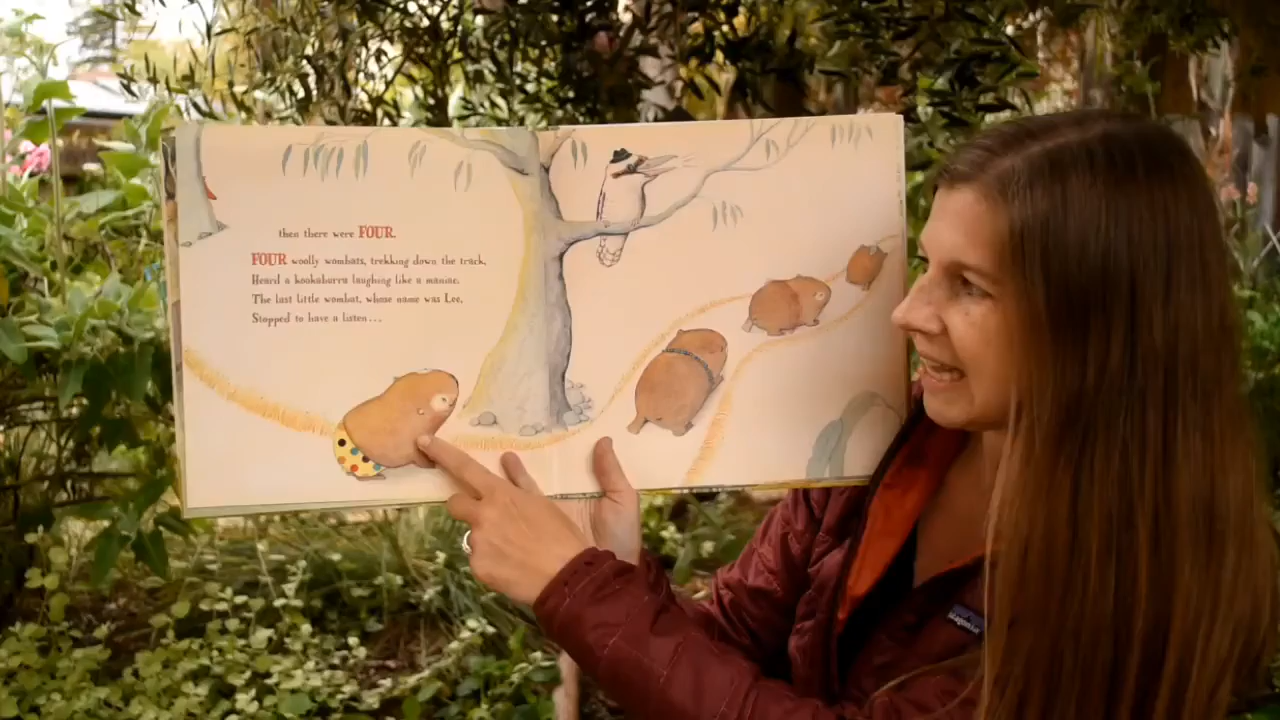 then there were FOUR.
FOUR woolly wombats, trekking down the track,
Heard a kookaburra laughing like a maniac.
The last little wombat, whose name was Lee,
Stopped to have a listen...
patagonia